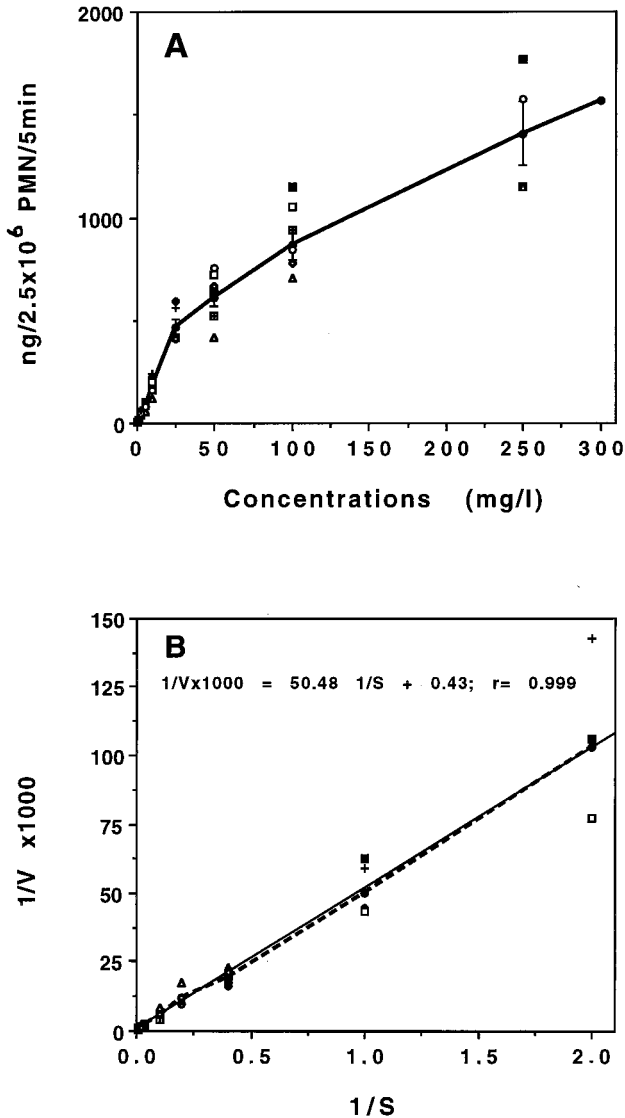 2000
A
1000
0
ng/2.5x10⁶ PMN/5min
0 50 100 150 200 250 300
Concentrations (mg/l)
150
B
1/Vx1000 = 50.48 1/S + 0.43; r= 0.999
125
100
75
50
25
0
1/V x1000
0.0 0.5 1.0 1.5 2.0
1/S